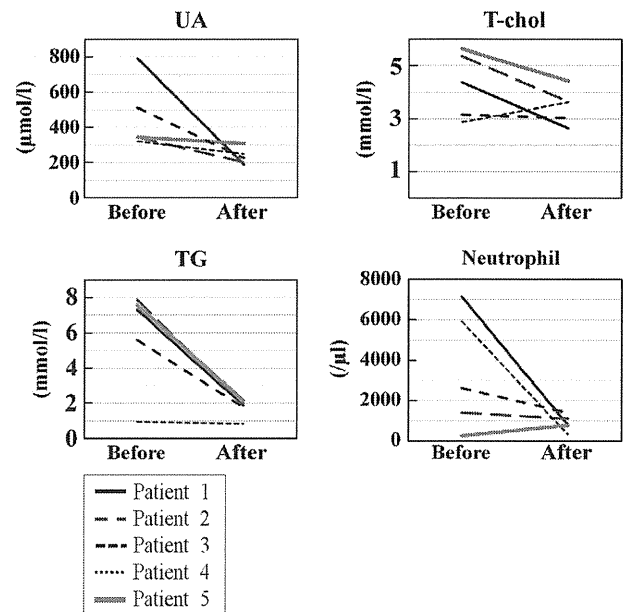 UA
(μmol/l)
800
600
400
200
0
Before After
T-chol
(mmol/l)
5
3
1
Before After
TG
(mmol/l)
8
6
4
2
0
Before After
Neutrophil
(/μl)
8000
6000
4000
2000
0
Before After
Patient 1
Patient 2
Patient 3
Patient 4
Patient 5